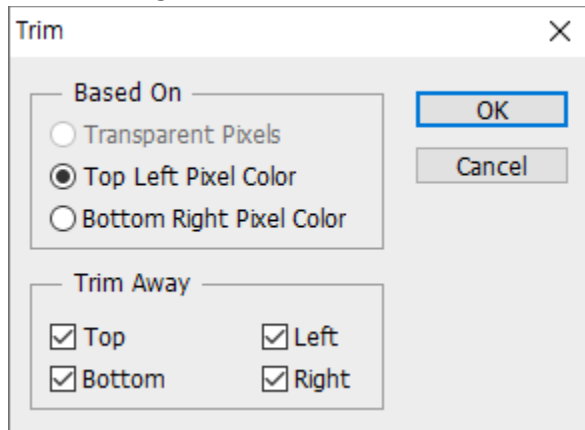 Trim
Based On
Transparent Pixels
Top Left Pixel Color
Bottom Right Pixel Color
OK
Cancel
Trim Away
Top
Left
Bottom
Right